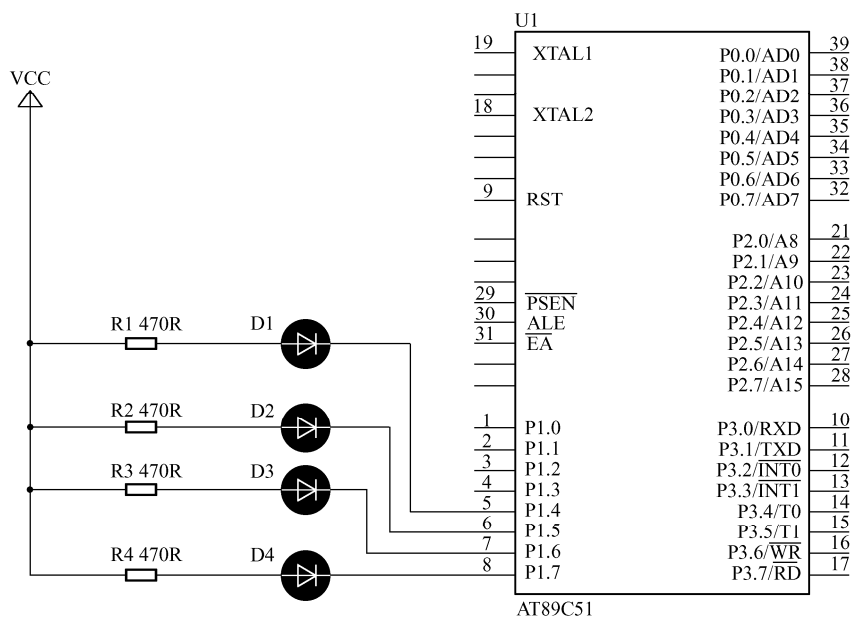 U1
19 XTAL1 P0.0/AD0 39
P0.1/AD1 38
VCC
P0.2/AD2 37
18 XTAL2 P0.3/AD3 36
P0.4/AD4 35
P0.5/AD5 34
P0.6/AD6 33
9 RST P0.7/AD7 32
P2.0/A8 21
P2.1/A9 22
P2.2/A10 23
29 PSEN P2.3/A11 24
30 ALE P2.4/A12 25
31 EA P2.5/A13 26
P2.6/A14 27
P2.7/A15 28
R1 470R D1
R2 470R D2
1 P1.0 P3.0/RXD 10
2 P1.1 P3.1/TXD 11
R3 470R D3
3 P1.2 P3.2/INT0 12
4 P1.3 P3.3/INT1 13
5 P1.4 P3.4/T0 14
6 P1.5 P3.5/T1 15
7 P1.6 P3.6/WR 16
R4 470R D4
8 P1.7 P3.7/RD 17
AT89C51